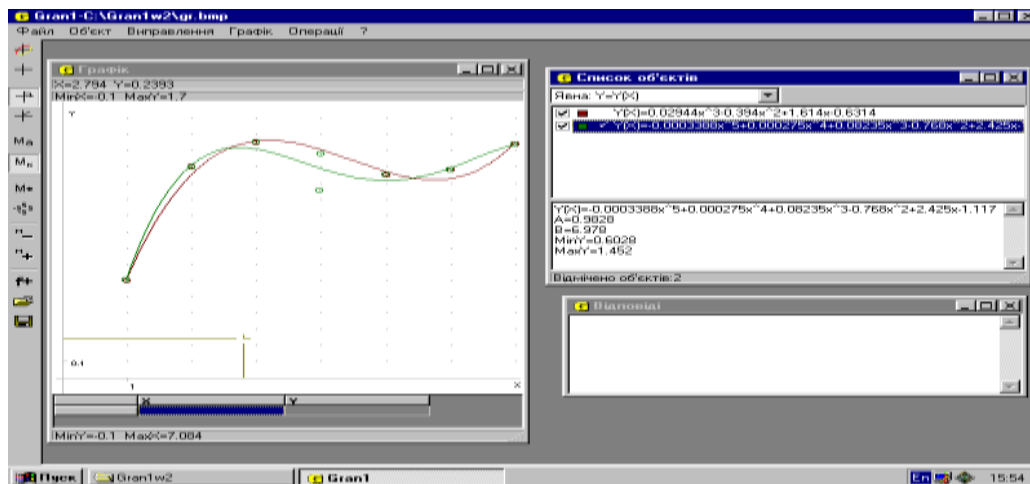 Gran1-C:\Gran1w2\gr.bmp
Файл Об'єкт Виправлення Графік Операції ?
Графік
X=2.794 Y=0.2393
MinX=-0.1 MaxY=1.7
Y
0.1
1
X
X Y
MinY=-0.1 MaxX=7.084
Список об'єктів
Явна: Y=Y(X)
Y(X)=0.02944x^3-0.394x^2+1.614x-0.6314
Y(X)=-0.0003388x^5+0.000275x^4+0.08235x^3-0.768x^2+2.425x-
Y(X)=-0.0003388x^5+0.000275x^4+0.08235x^3-0.768x^2+2.425x-1.117
A=0.9828
B=6.978
MinY=0.6028
MaxY=1.452
Відмічено об'єктів:2
Відповіді
Пуск Gran1w2 Gran1 En 15:54